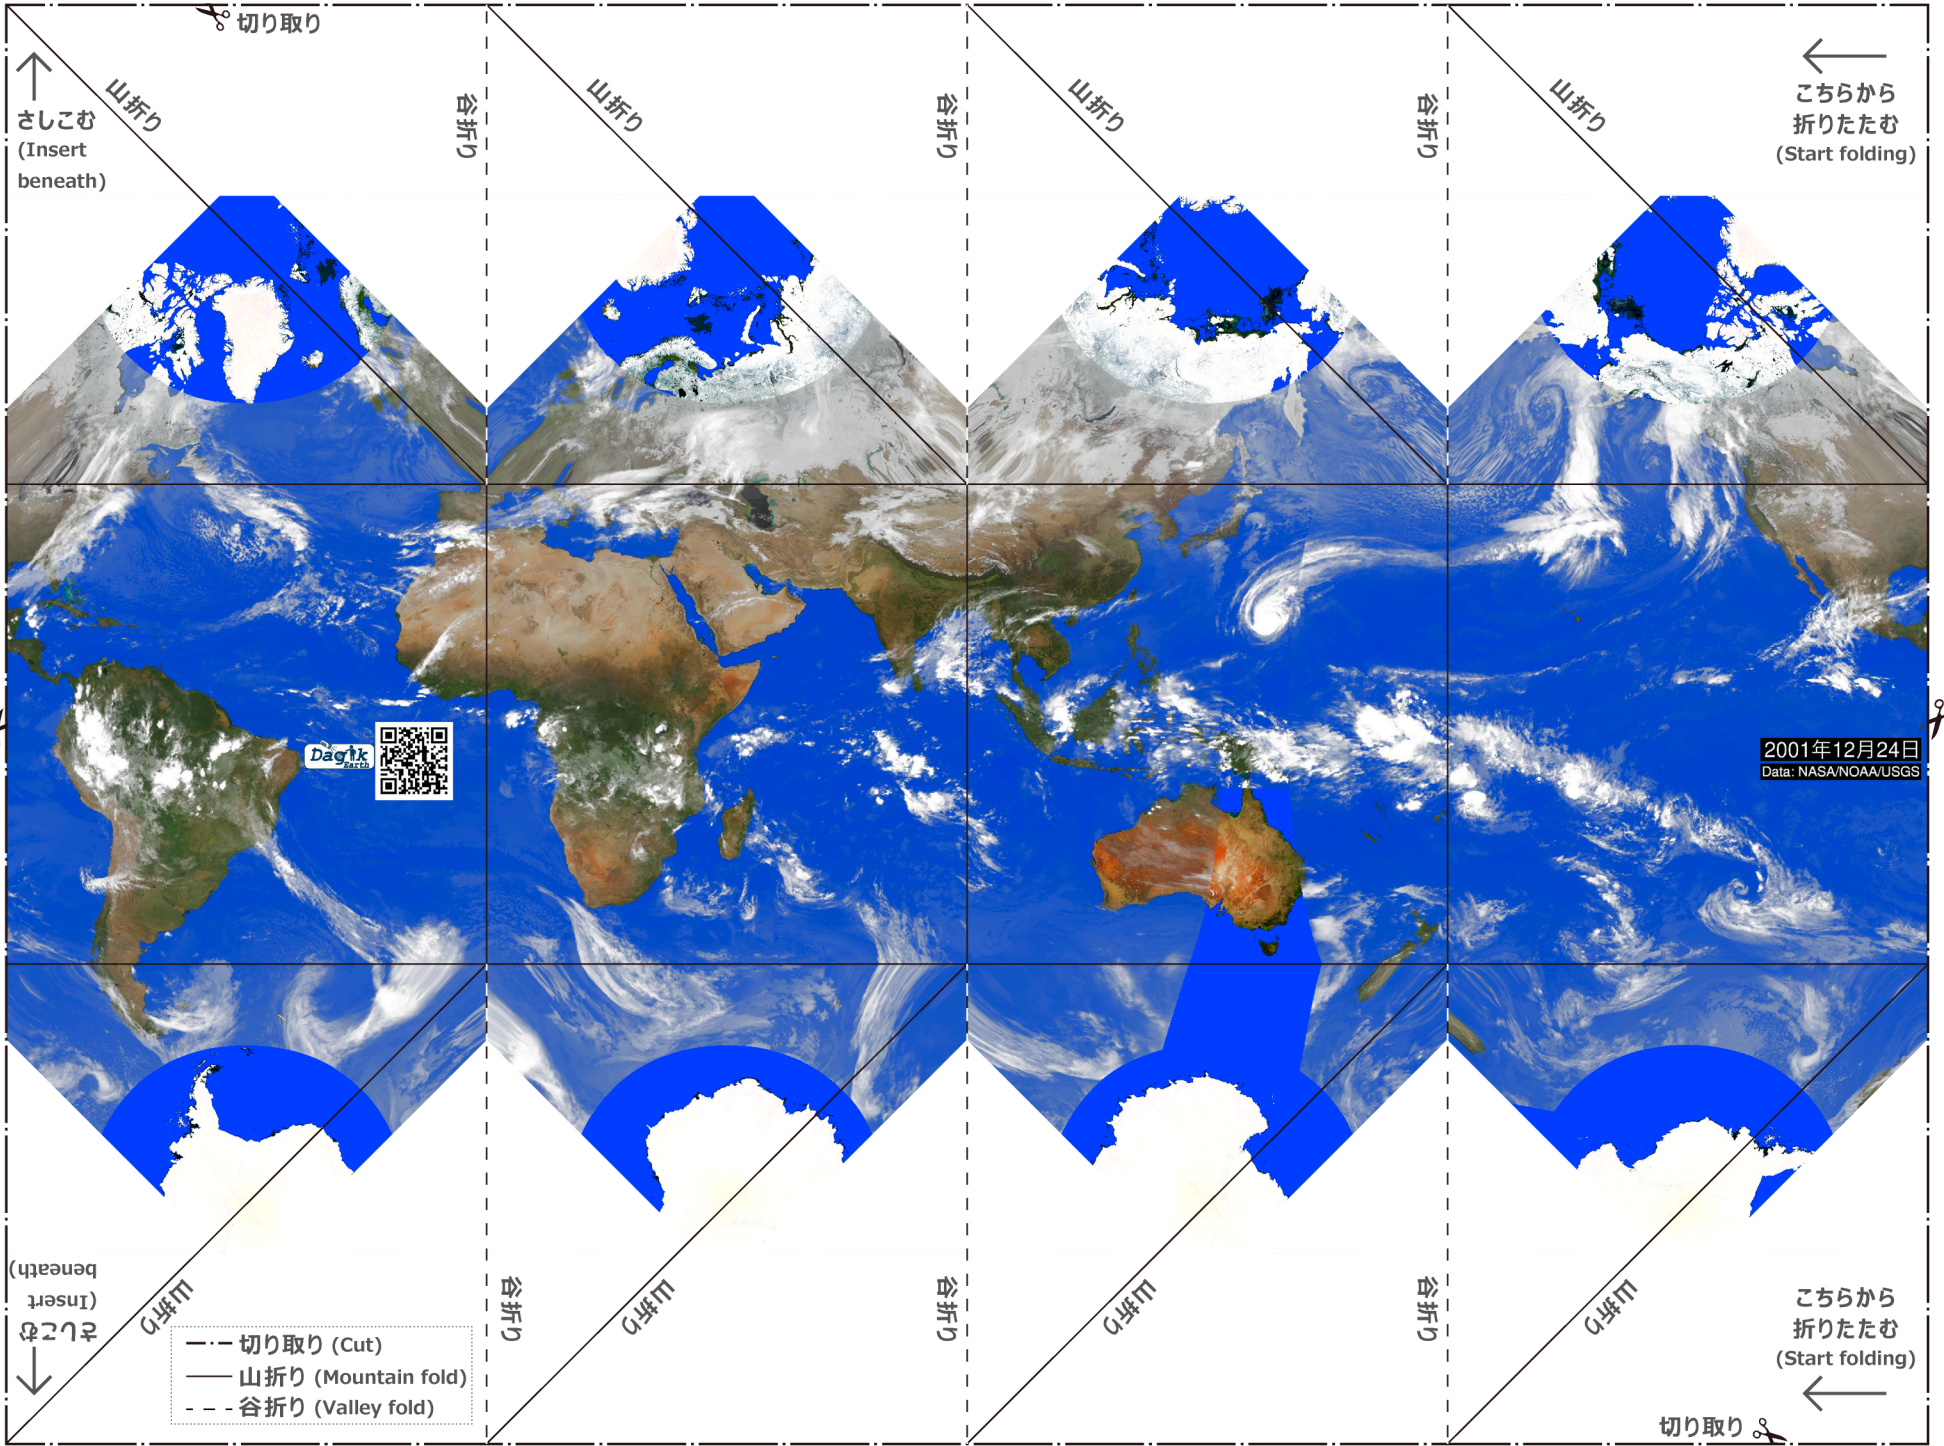 切り取り
山折り
谷折り
山折り
谷折り
山折り
谷折り
山折り
さしこむ
(Insert
beneath)
こちらから
折りたたむ
(Start folding)
Dagik
Earth
2001年12月24日
Data: NASA/NOAA/USGS
さしこむ
(Insert
beneath)
山折り
谷折り
山折り
谷折り
山折り
谷折り
山折り
切り取り (Cut)
山折り (Mountain fold)
谷折り (Valley fold)
こちらから
折りたたむ
(Start folding)
切り取り